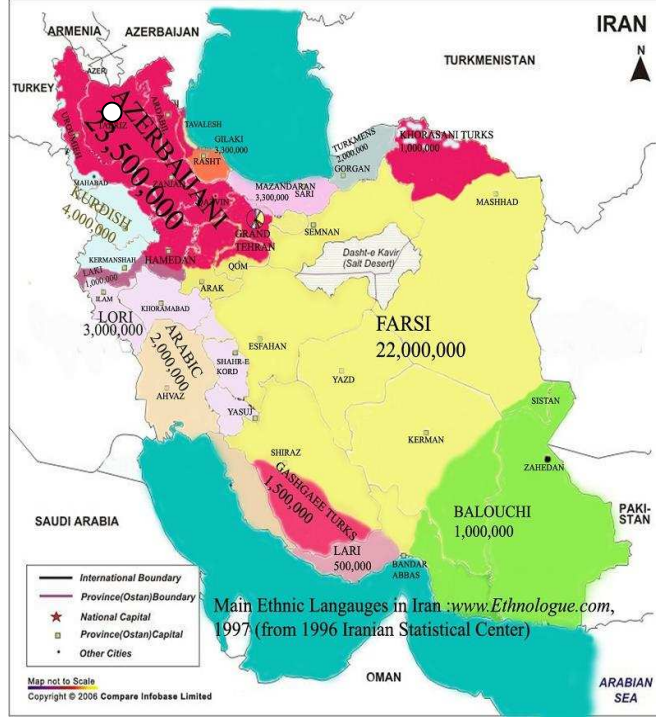 IRAN
ARMENIA
AZERBAIJAN
TURKMENISTAN
N
TURKEY
AZER
AZERBAIJANI
23,500,000
ARDABIL
TAVALESH
GILAKI
3,300,000
RASHT
TURKMENS
2,000,000
GORGAN
KHORASANI TURKS
1,000,000
MAHABAD
ZANJAN
MAZANDARAN
3,300,000
SARI
MASHHAD
KURDISH
4,000,000
GRAND
TEHRAN
SEMNAN
Dasht-e Kavir
(Salt Desert)
KERMANSHAH
HAMEDAN
QOM
LAKI
1,000,000
ARAK
ILAM
KHORAMABAD
LORI
3,000,000
FARSI
22,000,000
ARABIC
2,000,000
ESFAHAN
SHAHR-E
KORD
YAZD
AHVAZ
YASUJ
SISTAN
KERMAN
SHIRAZ
ZAHEDAN
GASHGAEE TURKS
1,500,000
BALOUCHI
1,000,000
PAKI-
STAN
SAUDI ARABIA
LARI
500,000
BANDAR
ABBAS
International Boundary
Province(Ostan)Boundary
National Capital
Province(Ostan)Capital
Other Cities
Main Ethnic Langauges in Iran :www.Ethnologue.com,
1997 (from 1996 Iranian Statistical Center)
OMAN
ARABIAN
SEA
Map not to Scale
Copyright © 2006 Compare Infobase Limited